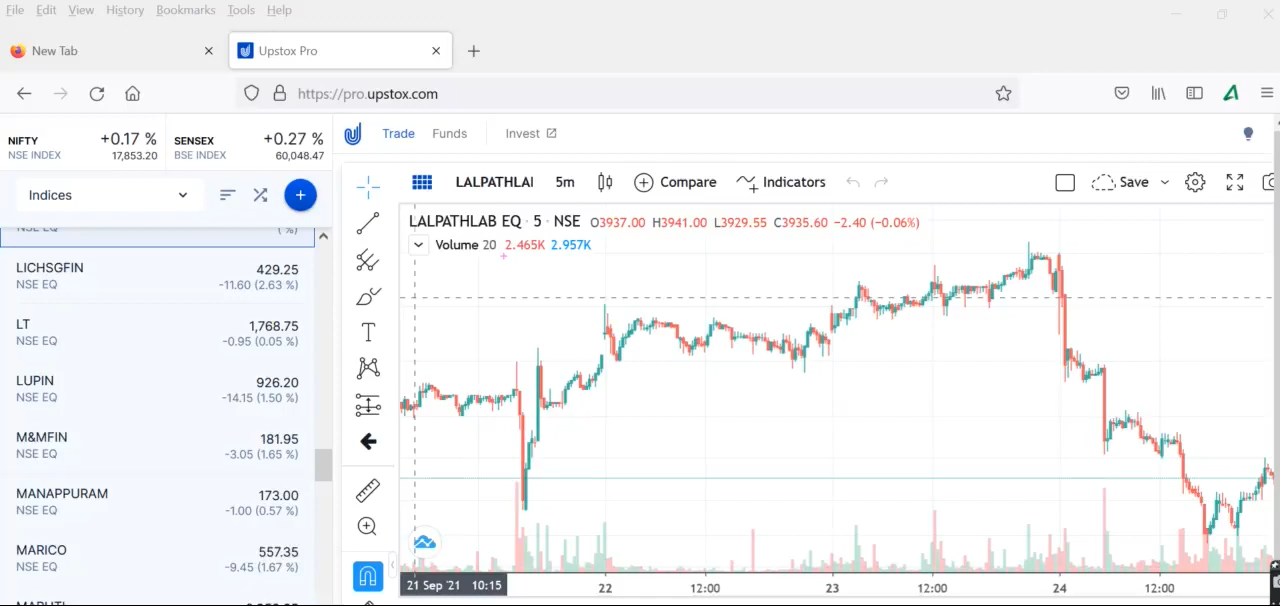 File Edit View History Bookmarks Tools Help
New Tab
Upstox Pro
https://pro.upstox.com
NIFTY +0.17 %
NSE INDEX 17,853.20
SENSEX +0.27 %
BSE INDEX 60,048.47
Trade Funds Invest
Indices
LALPATHLAI 5m Compare Indicators Save
NSE EQ ( %)
LALPATHLAB EQ · 5 · NSE O3937.00 H3941.00 L3929.55 C3935.60 −2.40 (−0.06%)
Volume 20 2.465K 2.957K
LICHSGFIN 429.25
NSE EQ -11.60 (2.63 %)
LT 1,768.75
NSE EQ -0.95 (0.05 %)
LUPIN 926.20
NSE EQ -14.15 (1.50 %)
M&MFIN 181.95
NSE EQ -3.05 (1.65 %)
MANAPPURAM 173.00
NSE EQ -1.00 (0.57 %)
MARICO 557.35
NSE EQ -9.45 (1.67 %)
21 Sep '21 10:15 22 12:00 23 12:00 24 12:00